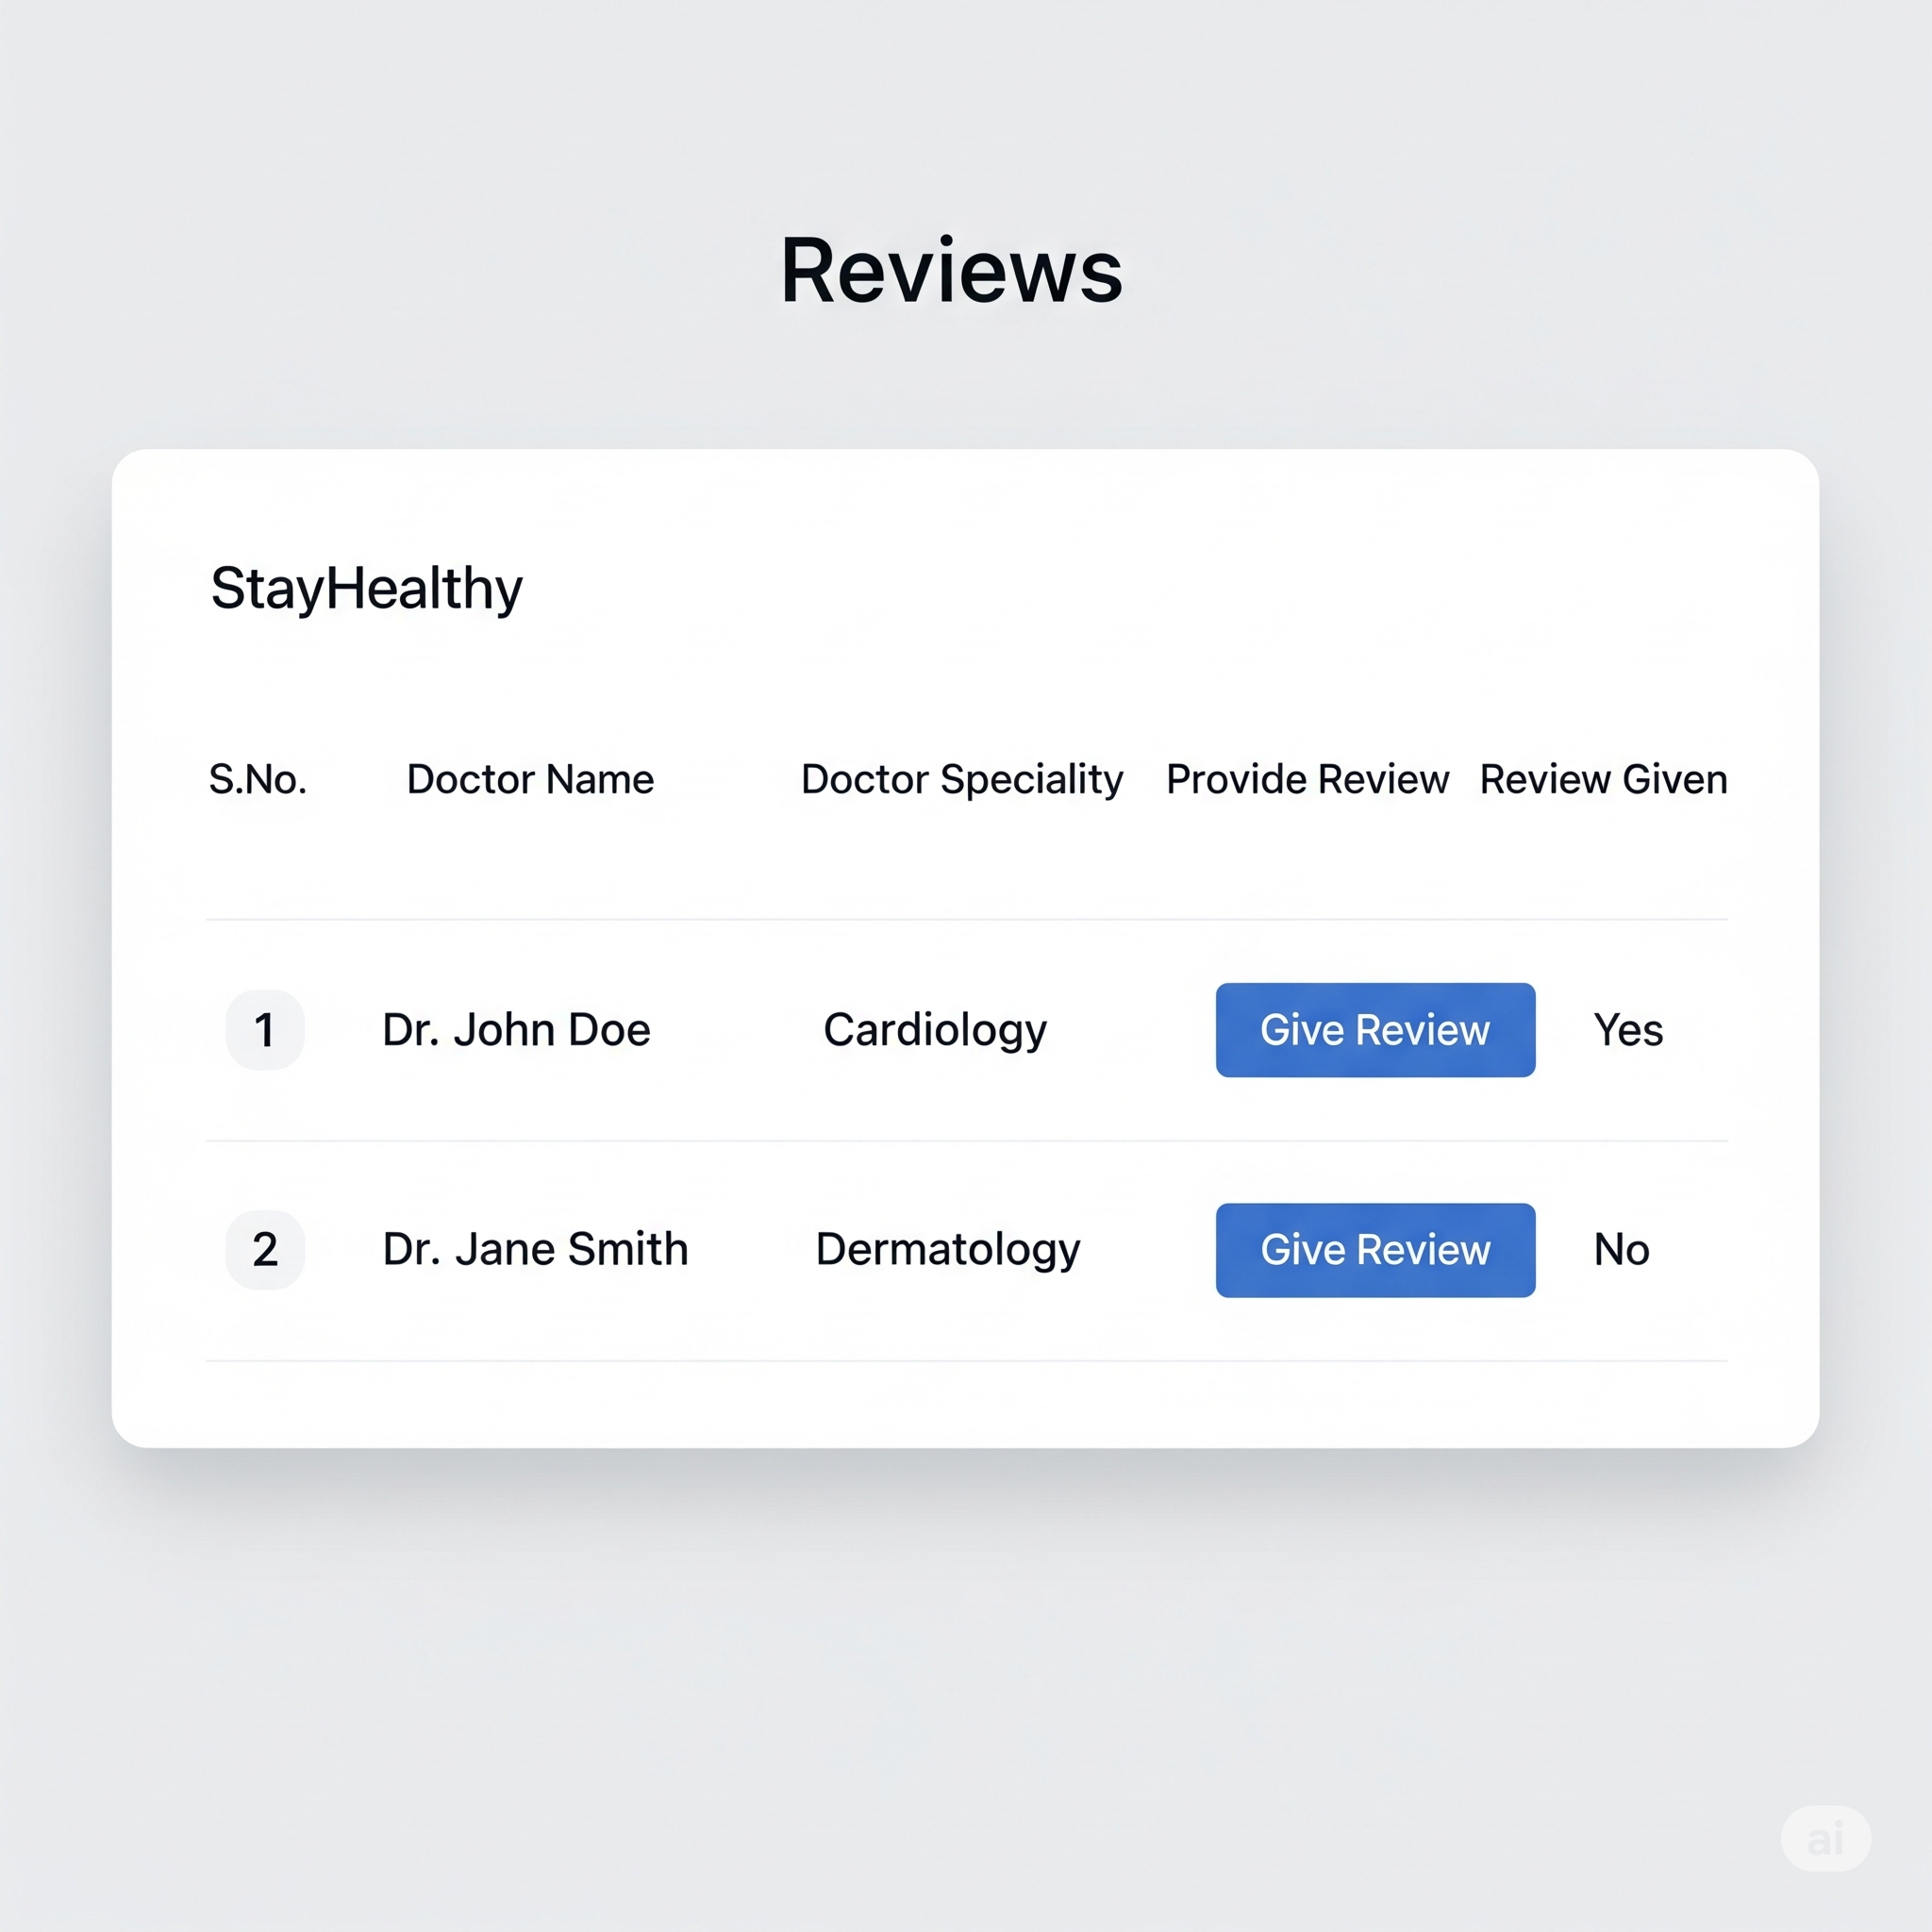 Reviews
StayHealthy
S.No. Doctor Name Doctor Speciality Provide Review Review Given
1 Dr. John Doe Cardiology Give Review Yes
2 Dr. Jane Smith Dermatology Give Review No
ai